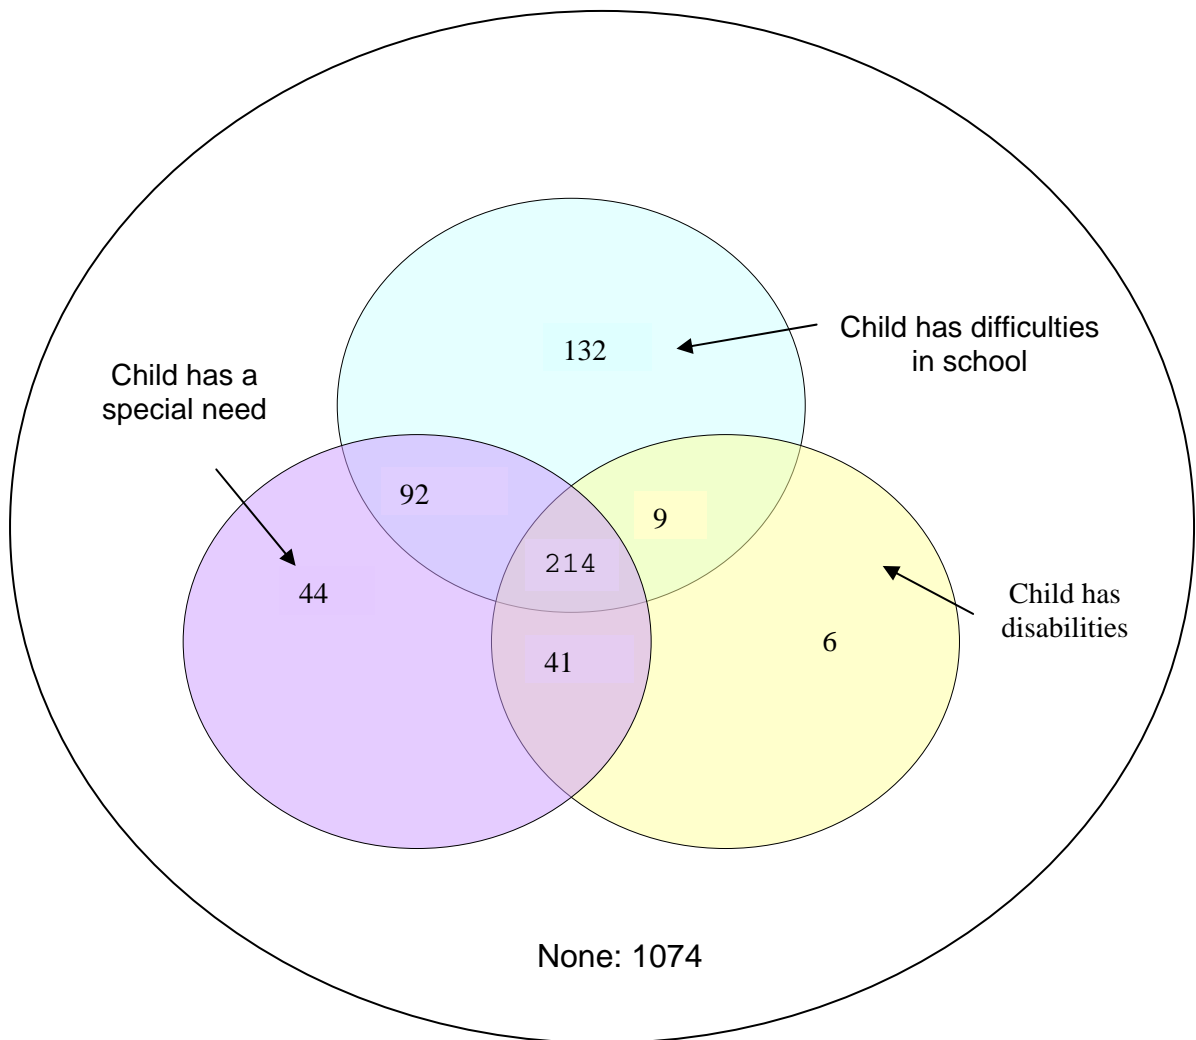 132
Child has difficulties
in school
Child has a
special need
92
9
214
44
Child has
disabilities
6
41
None: 1074